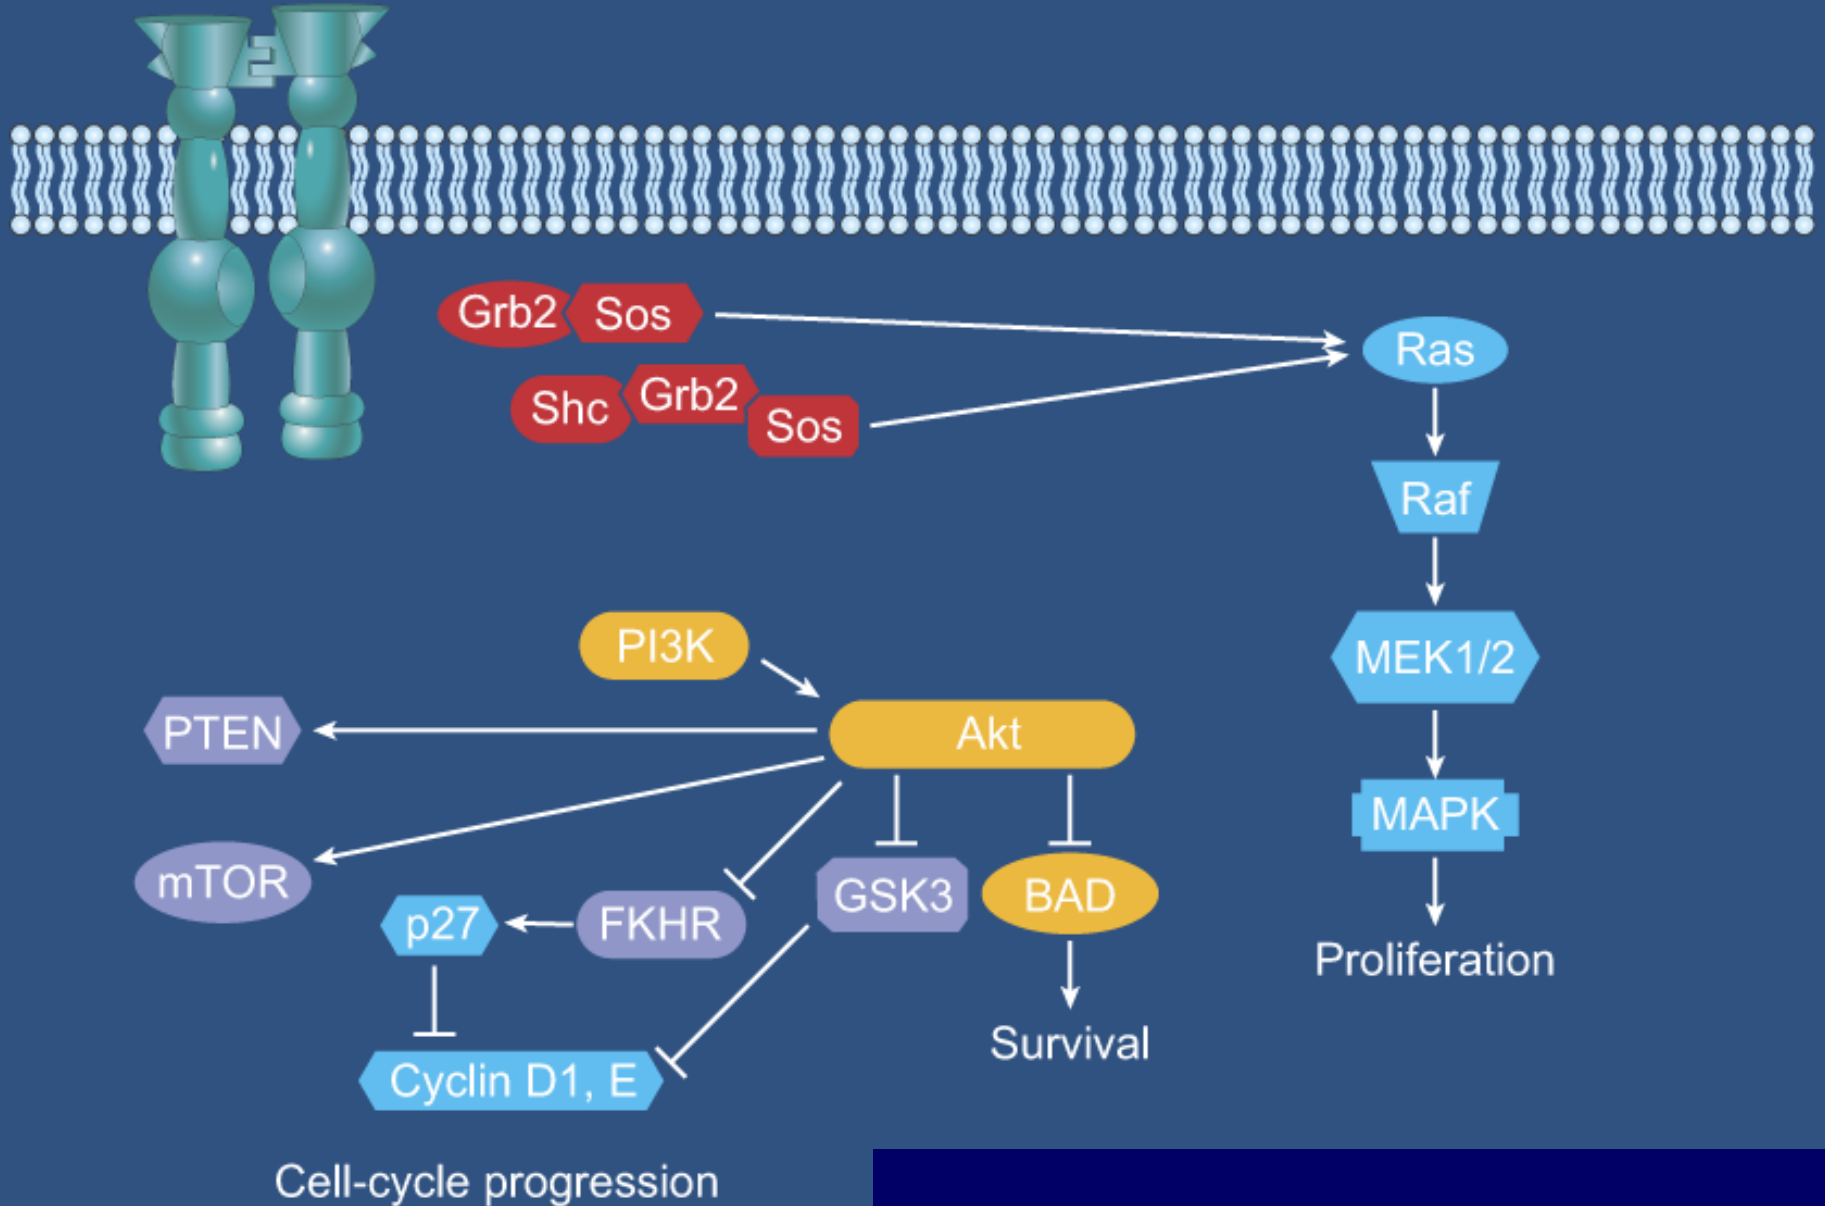 Grb2 Sos
Ras
Shc Grb2 Sos
Raf
PI3K
MEK1/2
PTEN
Akt
MAPK
mTOR
p27
FKHR
GSK3
BAD
Proliferation
Survival
Cyclin D1, E
Cell-cycle progression